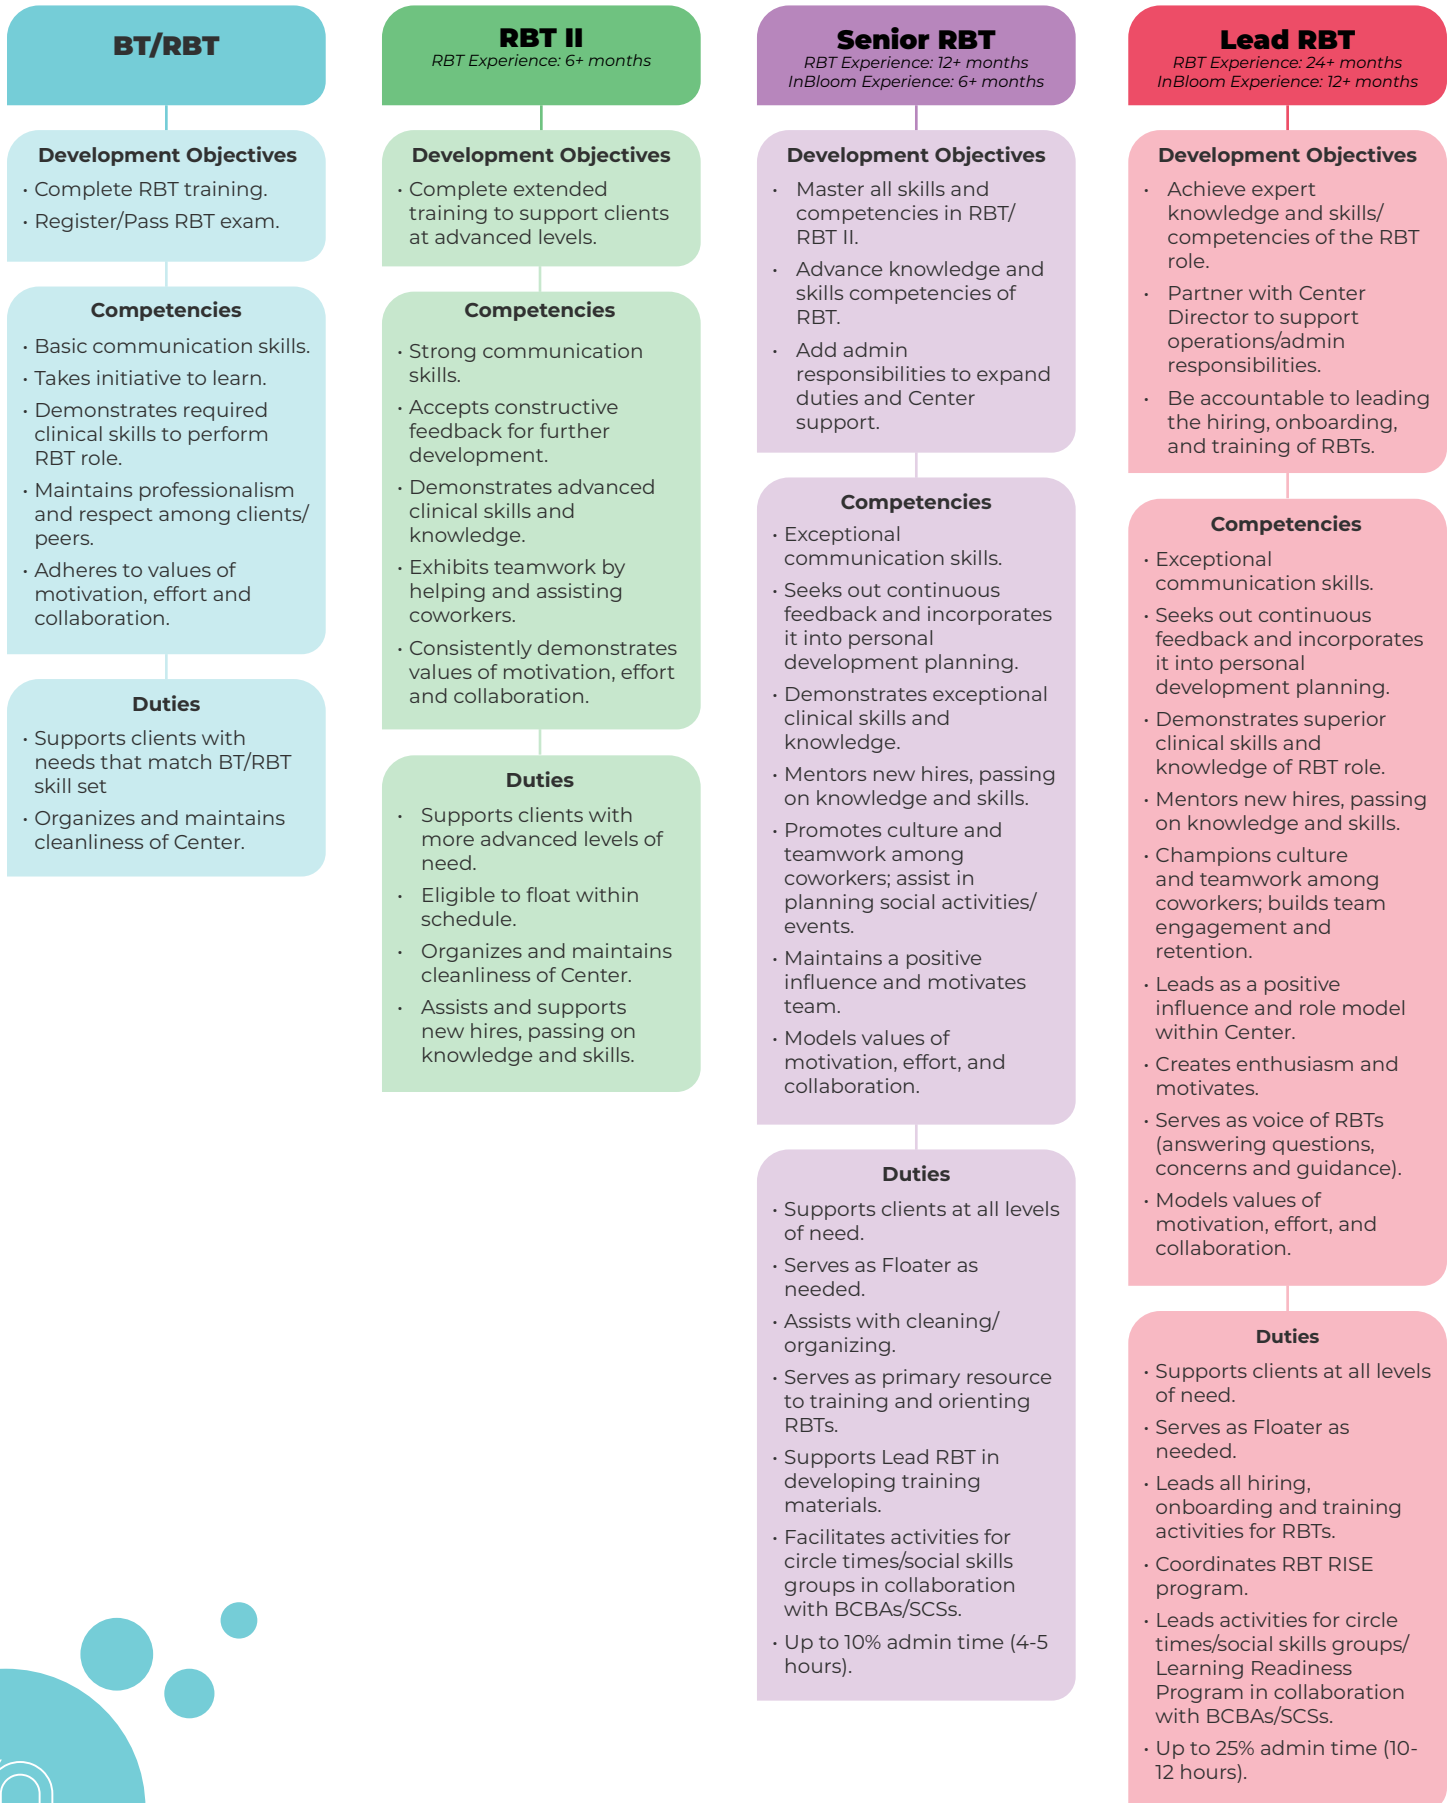 BT/RBT
Development Objectives
· Complete RBT training.
· Register/Pass RBT exam.
Competencies
· Basic communication skills.
· Takes initiative to learn.
· Demonstrates required
clinical skills to perform
RBT role.
· Maintains professionalism
and respect among clients/
peers.
· Adheres to values of
motivation, effort and
collaboration.
Duties
· Supports clients with
needs that match BT/RBT
skill set
· Organizes and maintains
cleanliness of Center.
RBT II
RBT Experience: 6+ months
Development Objectives
· Complete extended
training to support clients
at advanced levels.
Competencies
· Strong communication
skills.
· Accepts constructive
feedback for further
development.
· Demonstrates advanced
clinical skills and
knowledge.
· Exhibits teamwork by
helping and assisting
coworkers.
· Consistently demonstrates
values of motivation, effort
and collaboration.
Duties
· Supports clients with
more advanced levels of
need.
· Eligible to float within
schedule.
· Organizes and maintains
cleanliness of Center.
· Assists and supports
new hires, passing on
knowledge and skills.
Senior RBT
RBT Experience: 12+ months
InBloom Experience: 6+ months
Development Objectives
· Master all skills and
competencies in RBT/
RBT II.
· Advance knowledge and
skills competencies of
RBT.
· Add admin
responsibilities to expand
duties and Center
support.
Competencies
· Exceptional
communication skills.
· Seeks out continuous
feedback and incorporates
it into personal
development planning.
· Demonstrates exceptional
clinical skills and
knowledge.
· Mentors new hires, passing
on knowledge and skills.
· Promotes culture and
teamwork among
coworkers; assist in
planning social activities/
events.
· Maintains a positive
influence and motivates
team.
· Models values of
motivation, effort, and
collaboration.
Duties
· Supports clients at all levels
of need.
· Serves as Floater as
needed.
· Assists with cleaning/
organizing.
· Serves as primary resource
to training and orienting
RBTs.
· Supports Lead RBT in
developing training
materials.
· Facilitates activities for
circle times/social skills
groups in collaboration
with BCBAs/SCSs.
· Up to 10% admin time (4-5
hours).
Lead RBT
RBT Experience: 24+ months
InBloom Experience: 12+ months
Development Objectives
· Achieve expert
knowledge and skills/
competencies of the RBT
role.
· Partner with Center
Director to support
operations/admin
responsibilities.
· Be accountable to leading
the hiring, onboarding,
and training of RBTs.
Competencies
· Exceptional
communication skills.
· Seeks out continuous
feedback and incorporates
it into personal
development planning.
· Demonstrates superior
clinical skills and
knowledge of RBT role.
· Mentors new hires, passing
on knowledge and skills.
· Champions culture
and teamwork among
coworkers; builds team
engagement and
retention.
· Leads as a positive
influence and role model
within Center.
· Creates enthusiasm and
motivates.
· Serves as voice of RBTs
(answering questions,
concerns and guidance).
· Models values of
motivation, effort, and
collaboration.
Duties
· Supports clients at all levels
of need.
· Serves as Floater as
needed.
· Leads all hiring,
onboarding and training
activities for RBTs.
· Coordinates RBT RISE
program.
· Leads activities for circle
times/social skills groups/
Learning Readiness
Program in collaboration
with BCBAs/SCSs.
· Up to 25% admin time (10-
12 hours).